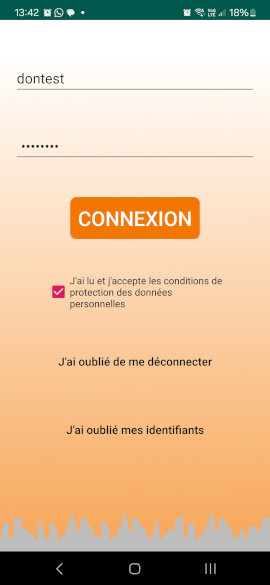 13:42
18%
dontest
••••••••
CONNEXION
J'ai lu et j'accepte les conditions de
protection des données
personnelles
J'ai oublié de me déconnecter
J'ai oublié mes identifiants